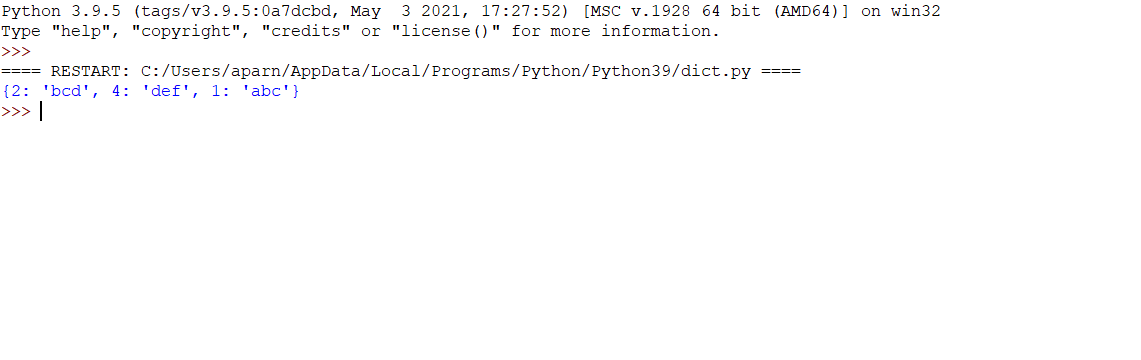 Python 3.9.5 (tags/v3.9.5:0a7dcbd, May  3 2021, 17:27:52) [MSC v.1928 64 bit (AMD64)] on win32
Type "help", "copyright", "credits" or "license()" for more information.
>>>
==== RESTART: C:/Users/aparn/AppData/Local/Programs/Python/Python39/dict.py ====
{2: 'bcd', 4: 'def', 1: 'abc'}
>>>